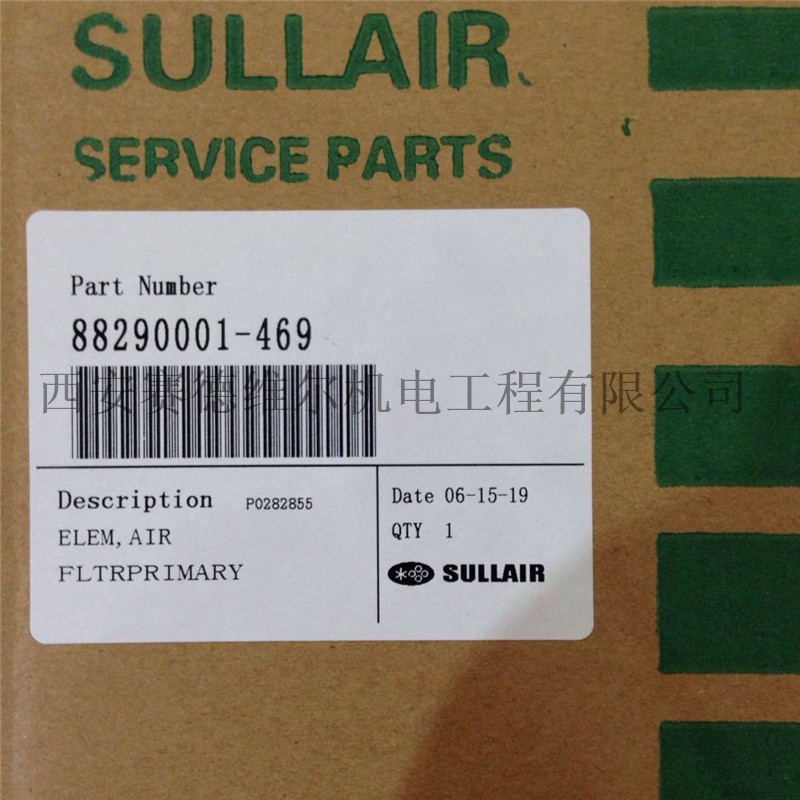 SULLAIR
SERVICE PARTS
Part Number
88290001-469
西安赛德维尔机电工程有限公司
Description P0282855
ELEM,AIR
FLTRPRIMARY
Date 06-15-19
QTY 1
SULLAIR